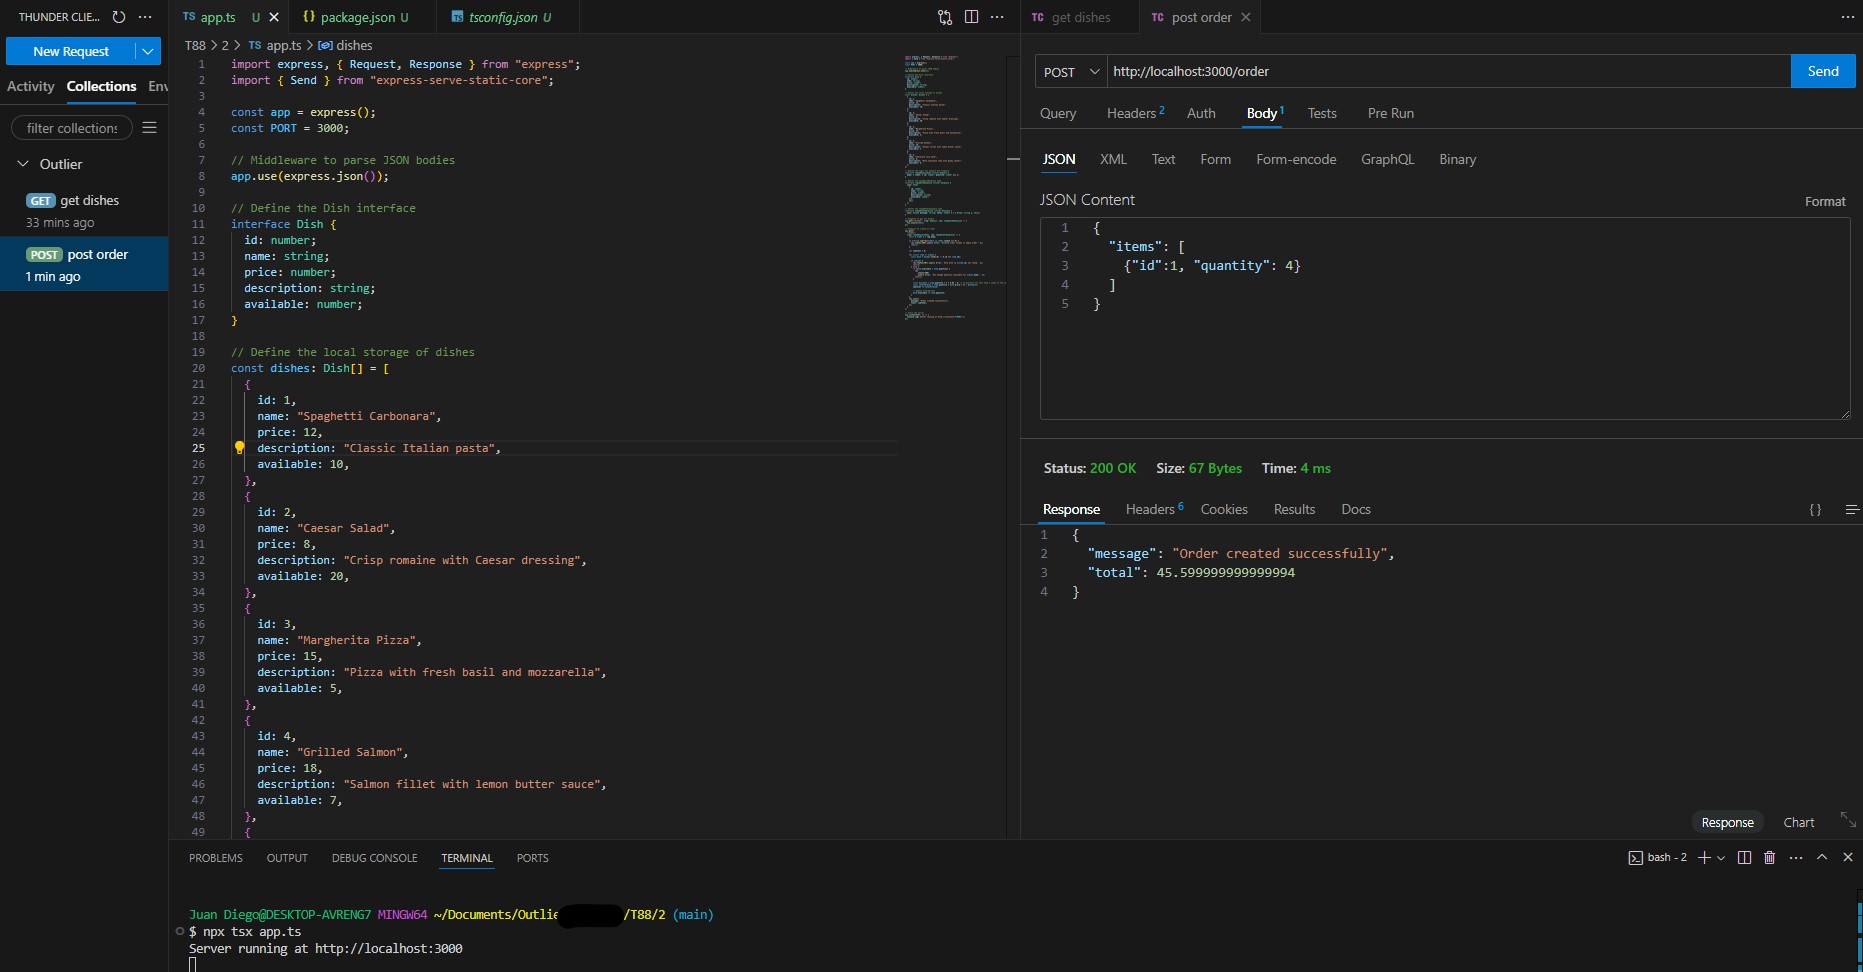 THUNDER CLIE...
New Request
Activity Collections Env
filter collections
Outlier
GET get dishes
33 mins ago
POST post order
1 min ago
TS app.ts U
{} package.json U
TS tsconfig.json U
T88 > 2 > TS app.ts > dishes
1 import express, { Request, Response } from "express";
2 import { Send } from "express-serve-static-core";
3
4 const app = express();
5 const PORT = 3000;
6
7 // Middleware to parse JSON bodies
8 app.use(express.json());
9
10 // Define the Dish interface
11 interface Dish {
12 id: number;
13 name: string;
14 price: number;
15 description: string;
16 available: number;
17 }
18
19 // Define the local storage of dishes
20 const dishes: Dish[] = [
21 {
22 id: 1,
23 name: "Spaghetti Carbonara",
24 price: 12,
25 description: "Classic Italian pasta",
26 available: 10,
27 },
28 {
29 id: 2,
30 name: "Caesar Salad",
31 price: 8,
32 description: "Crisp romaine with Caesar dressing",
33 available: 20,
34 },
35 {
36 id: 3,
37 name: "Margherita Pizza",
38 price: 15,
39 description: "Pizza with fresh basil and mozzarella",
40 available: 5,
41 },
42 {
43 id: 4,
44 name: "Grilled Salmon",
45 price: 18,
46 description: "Salmon fillet with lemon butter sauce",
47 available: 7,
48 },
49 {
TC get dishes
TC post order
POST http://localhost:3000/order Send
Query Headers 2 Auth Body 1 Tests Pre Run
JSON XML Text Form Form-encode GraphQL Binary
JSON Content Format
1 {
2 "items": [
3 {"id":1, "quantity": 4}
4 ]
5 }
Status: 200 OK Size: 67 Bytes Time: 4 ms
Response Headers 6 Cookies Results Docs {}
1 {
2 "message": "Order created successfully",
3 "total": 45.599999999999994
4 }
Response Chart
PROBLEMS OUTPUT DEBUG CONSOLE TERMINAL PORTS
bash - 2
Juan Diego@DESKTOP-AVRENG7 MINGW64 ~/Documents/Outlie /T88/2 (main)
$ npx tsx app.ts
Server running at http://localhost:3000